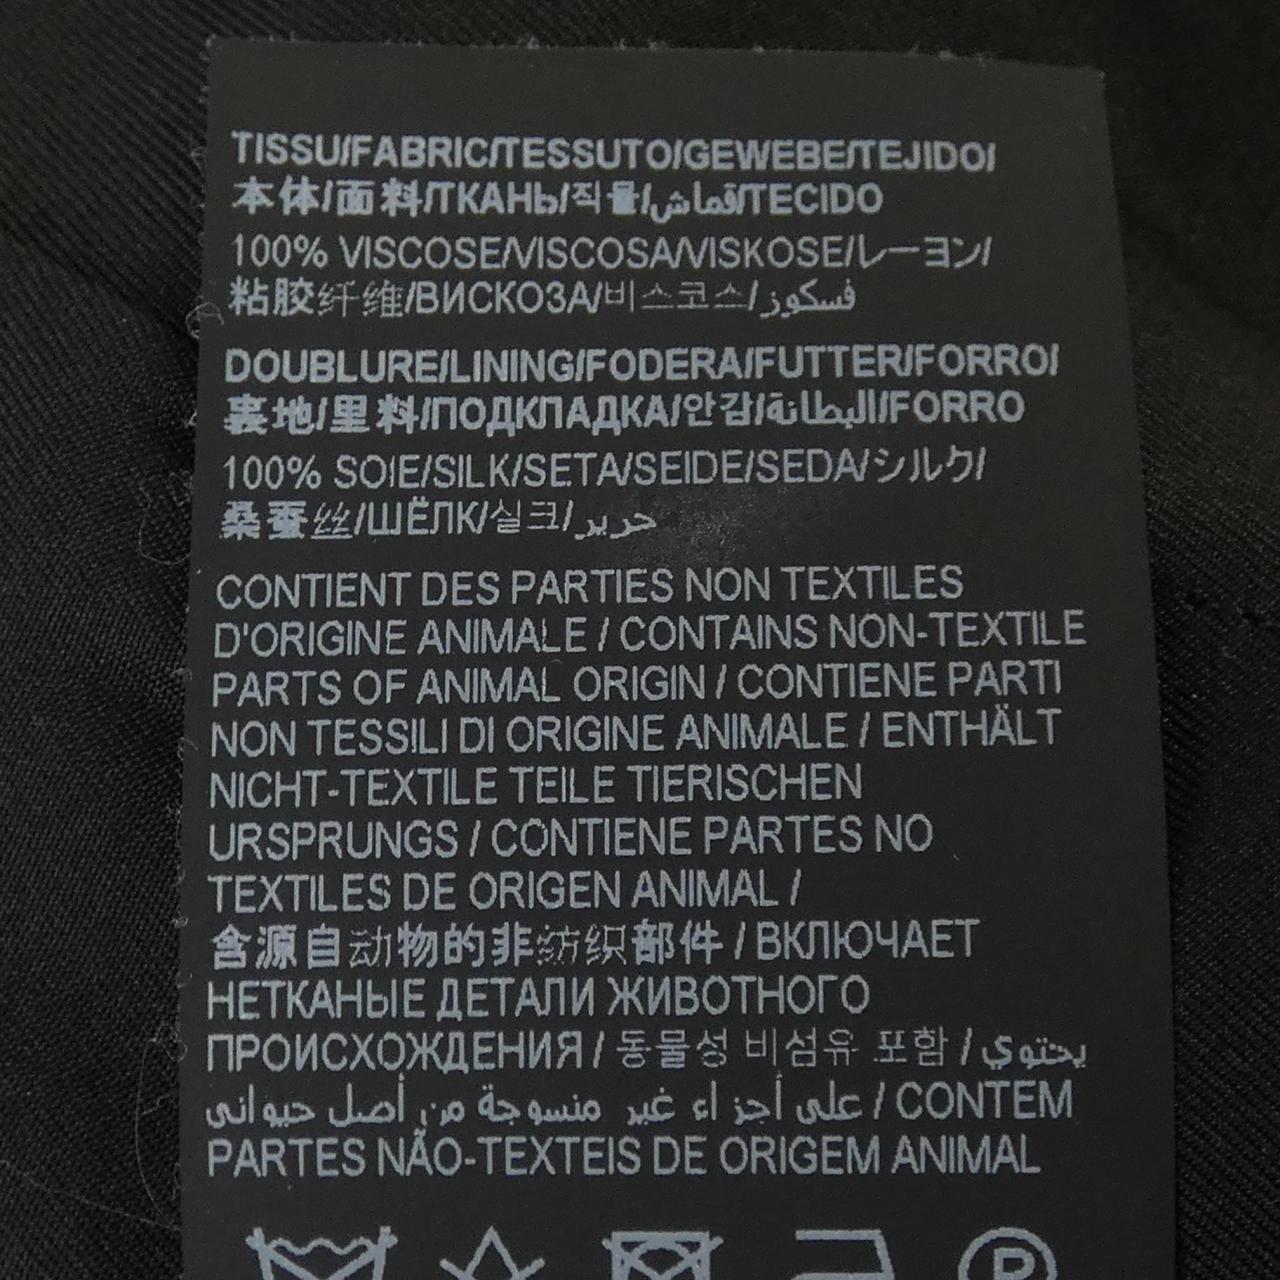 TISSU/FABRIC/TESSUTO/GEWEBE/TEJIDO/
本体/面料/ТКАНЬ/직물/قماش/TECIDO
100% VISCOSE/VISCOSA/VISKOSE/レーヨン/
粘胶纤维/ВИСКОЗА/비스코스/فسكوز
DOUBLURE/LINING/FODERA/FUTTER/FORRO/
裏地/里料/ПОДКЛАДКА/안감/البطانة/FORRO
100% SOIE/SILK/SETA/SEIDE/SEDA/シルク/
桑蚕丝/ШЁЛК/실크/حرير
CONTIENT DES PARTIES NON TEXTILES
D'ORIGINE ANIMALE / CONTAINS NON-TEXTILE
PARTS OF ANIMAL ORIGIN / CONTIENE PARTI
NON TESSILI DI ORIGINE ANIMALE / ENTHÄLT
NICHT-TEXTILE TEILE TIERISCHEN
URSPRUNGS / CONTIENE PARTES NO
TEXTILES DE ORIGEN ANIMAL /
含源自动物的非纺织部件 / ВКЛЮЧАЕТ
НЕТКАНЫЕ ДЕТАЛИ ЖИВОТНОГО
ПРОИСХОЖДЕНИЯ / 동물성 비섬유 포함 / يحتوي
على أجزاء غير منسوجة من أصل حيواني / CONTEM
PARTES NÃO-TEXTEIS DE ORIGEM ANIMAL
P